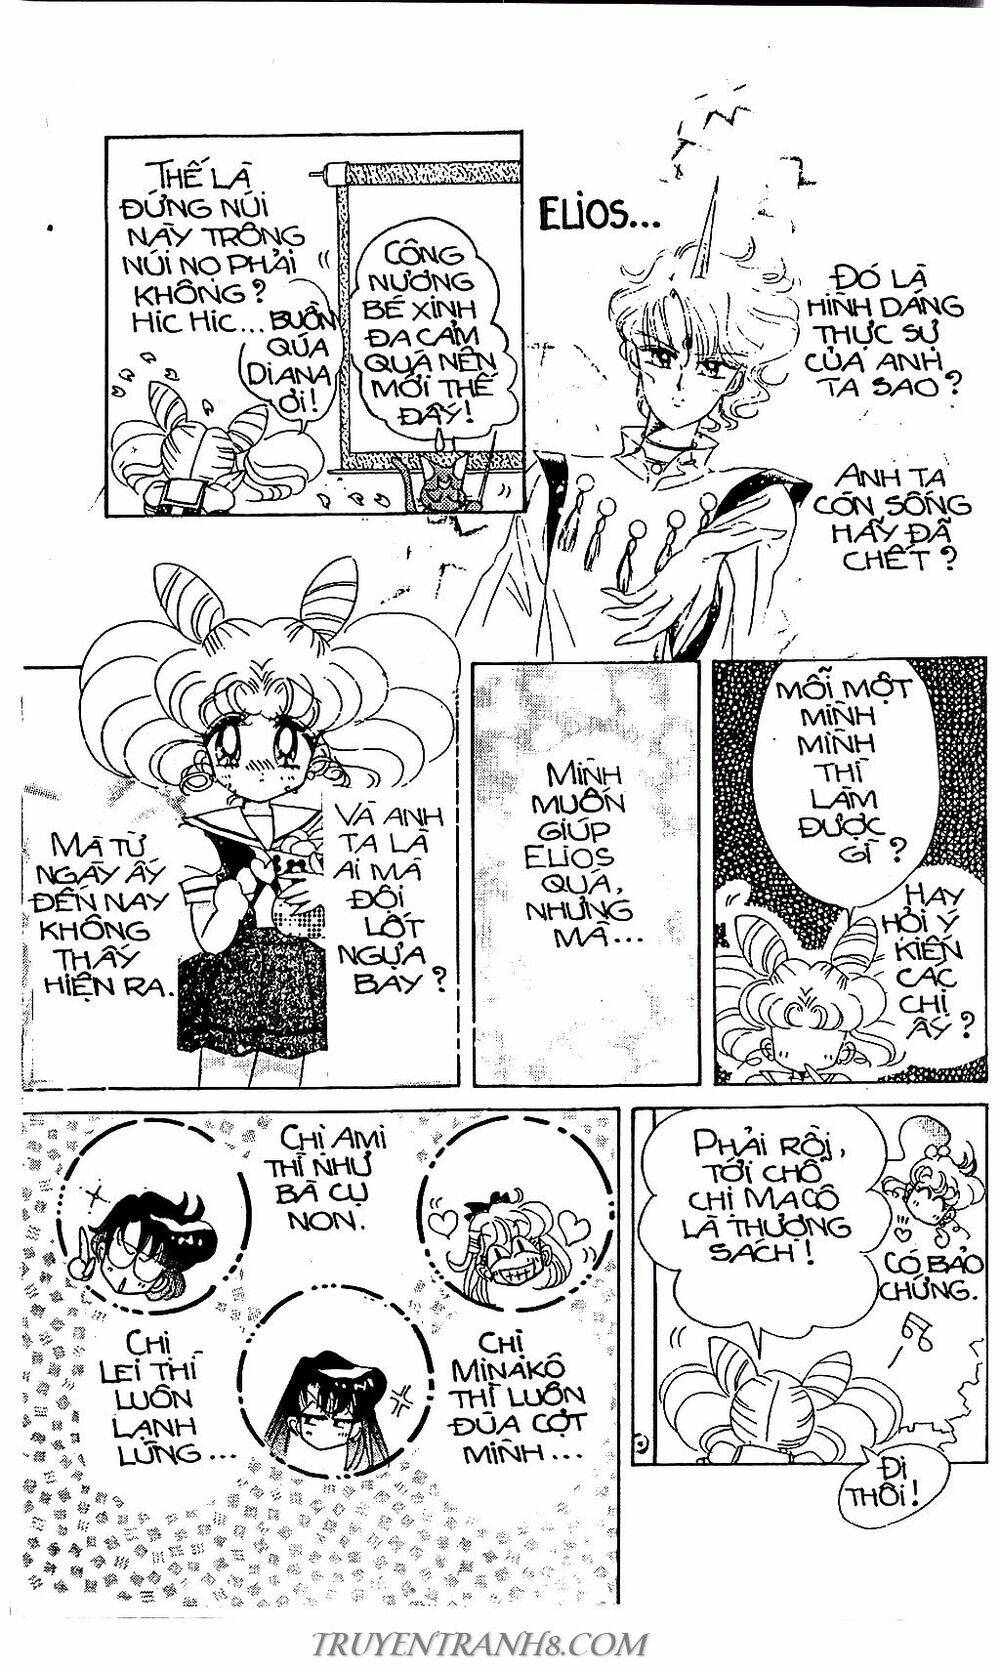 THẾ LÀ
ĐỨNG NÚI
NÀY TRÔNG
NÚI NỌ PHẢI
KHÔNG?
HIC HIC...
BUỒN
QÚA
DIANA
ƠI!
CÔNG
NƯƠNG
BÉ XINH
ĐA CẢM
QUÁ NÊN
MỚI THẾ
ĐẤY!
ELIOS...
ĐÓ LÀ
HÌNH DÁNG
THỰC SỰ
CỦA ANH
TA SAO?
ANH TA
CÒN SỐNG
HAY ĐÃ
CHẾT?
MÀ TỪ
NGÀY ẤY
ĐẾN NAY
KHÔNG
THẤY
HIỆN RA.
VÀ ANH
TA LÀ
AI MÀ
ĐỘI
LỐT
NGỰA
BAY?
MÌNH
MUỐN
GIÚP
ELIOS
QUÁ,
NHƯNG
MÀ...
MỖI MỘT
MÌNH
MÌNH
THÌ
LÀM
ĐƯỢC
GÌ?
HAY
HỎI Ý
KIẾN
CÁC
CHỊ
ẤY?
CHỊ AMI
THÌ NHƯ
BÀ CỤ
NON.
CHỊ
LEI THÌ
LUÔN
LẠNH
LÙNG...
CHỊ
MINAKÔ
THÌ LUÔN
ĐÙA CỢT
MÌNH...
PHẢI RỒI,
TỚI CHỖ
CHỊ MACÔ
LÀ THƯỢNG
SÁCH!
CÓ BẢO
CHỨNG.
ĐI
THÔI!
TRUYENTRANH8.COM